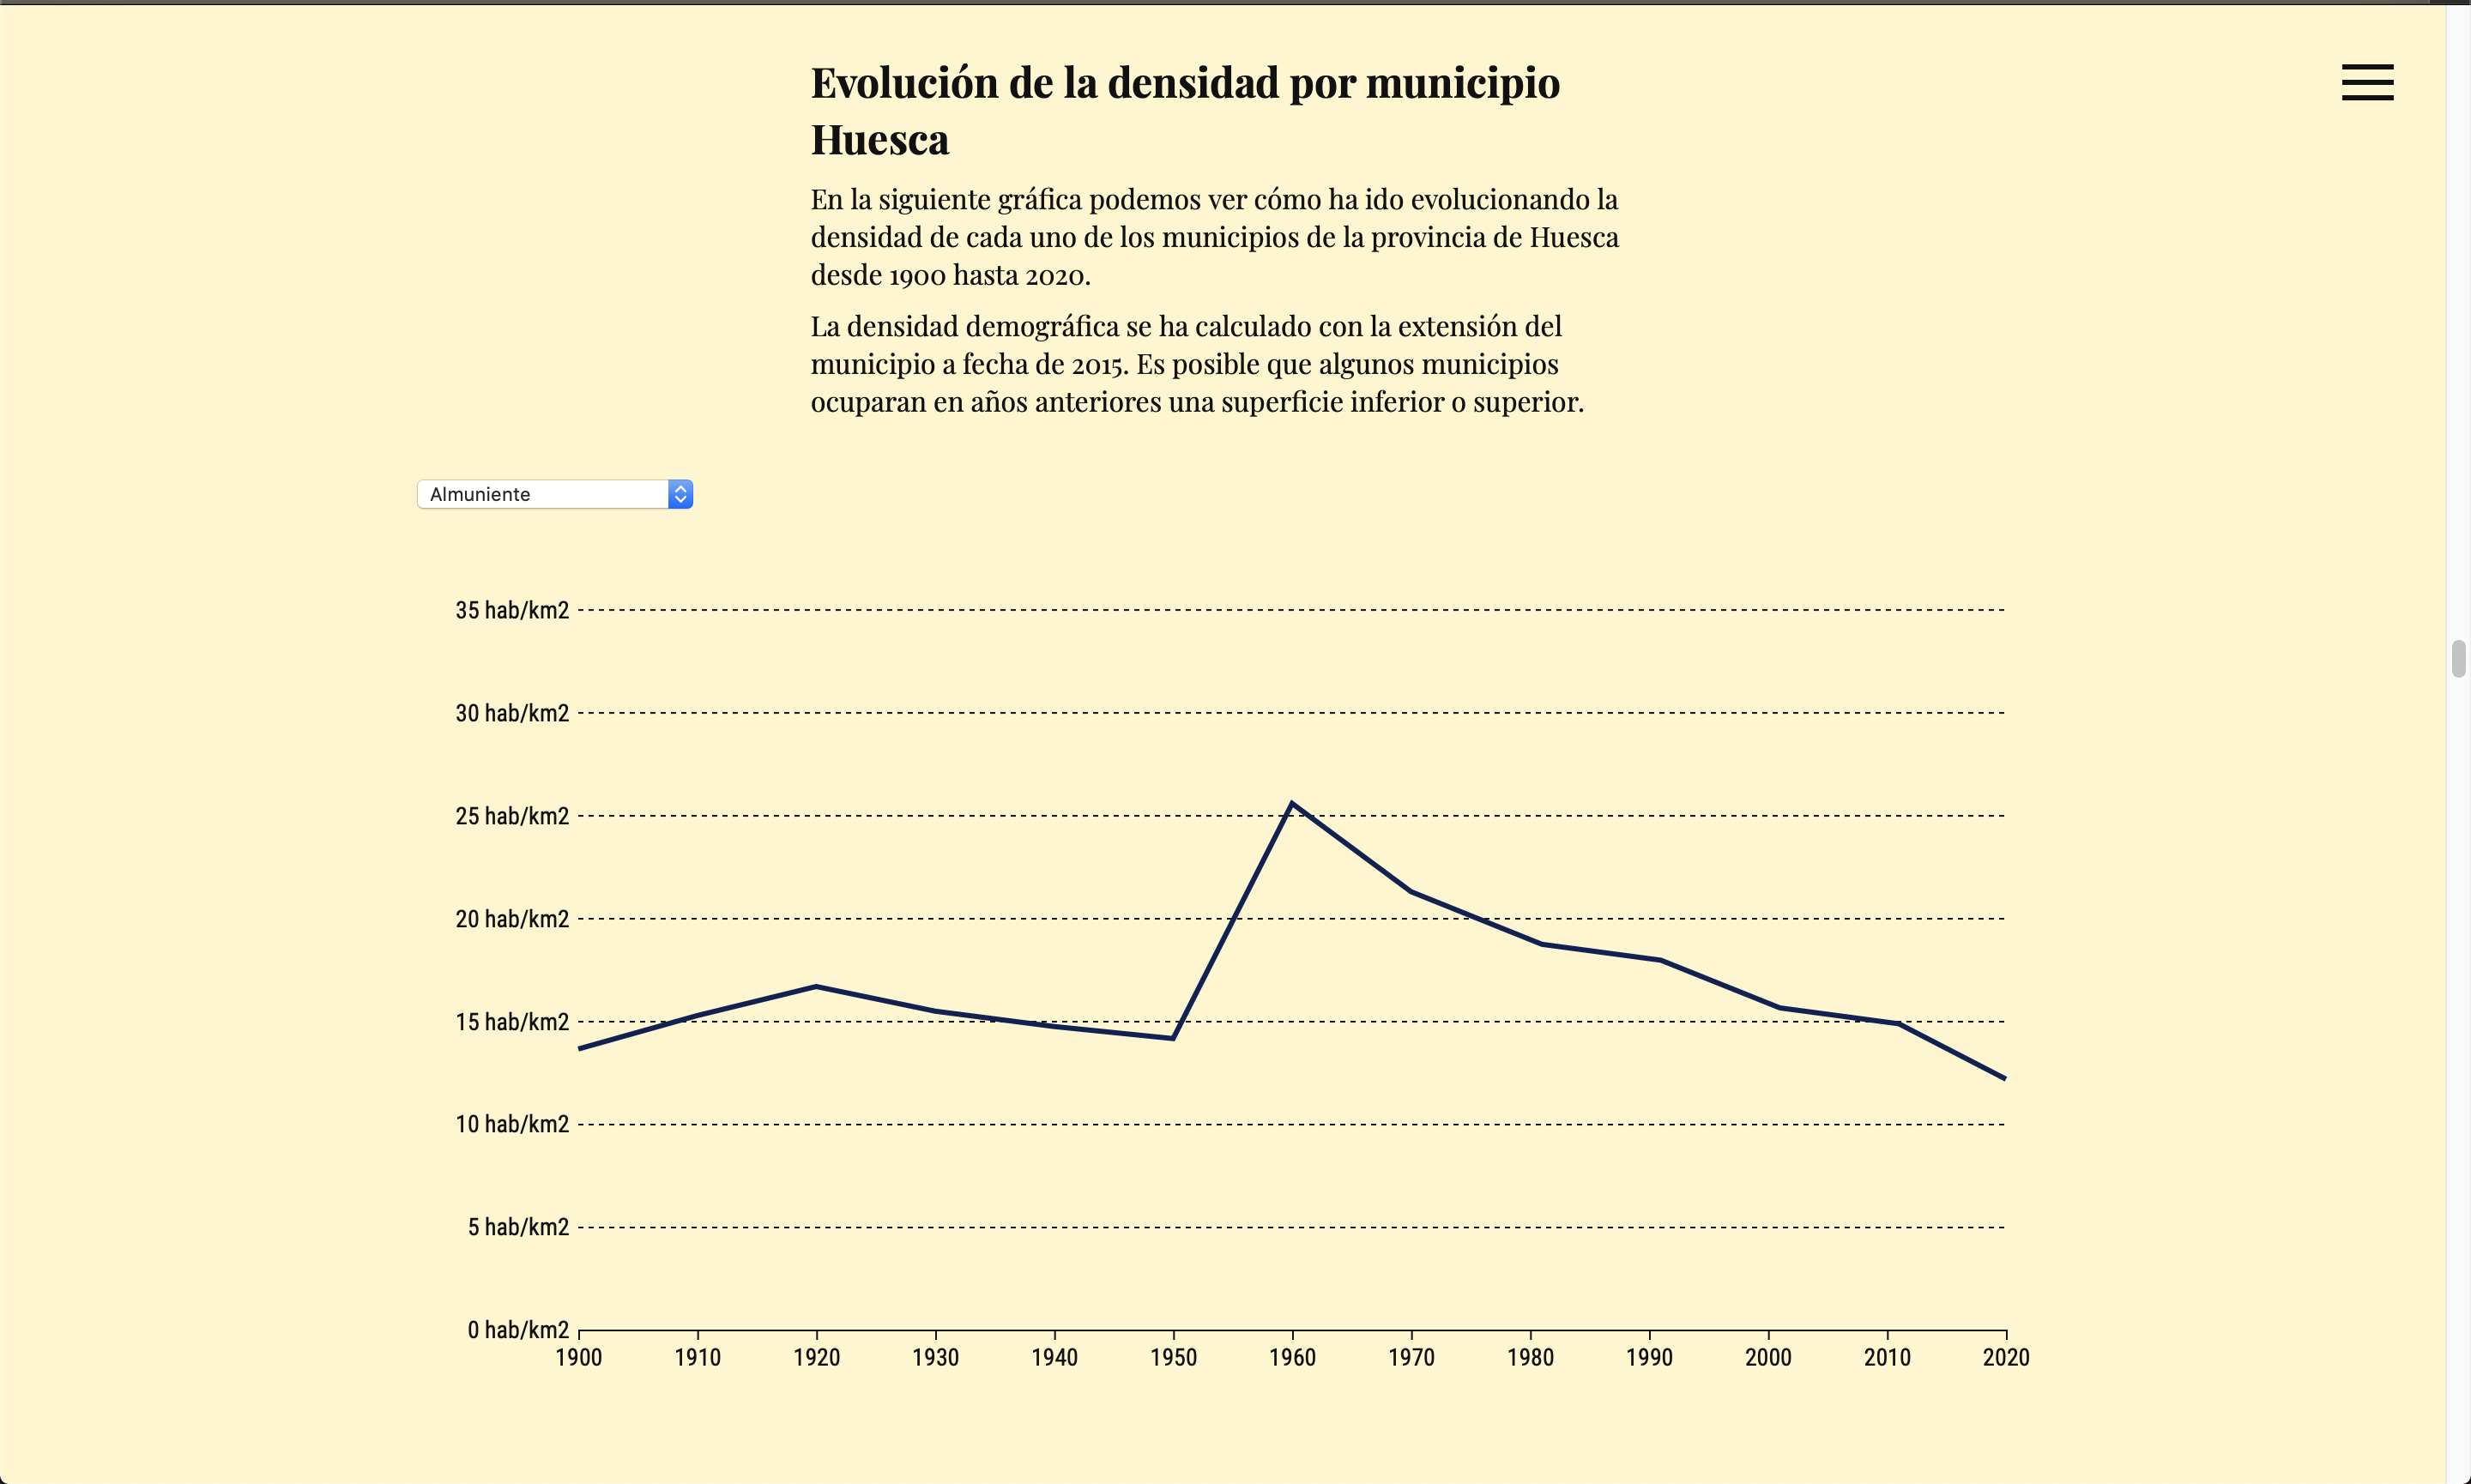 Evolución de la densidad por municipio
Huesca
En la siguiente gráfica podemos ver cómo ha ido evolucionando la
densidad de cada uno de los municipios de la provincia de Huesca
desde 1900 hasta 2020.
La densidad demográfica se ha calculado con la extensión del
municipio a fecha de 2015. Es posible que algunos municipios
ocuparan en años anteriores una superficie inferior o superior.
Almuniente
35 hab/km2
30 hab/km2
25 hab/km2
20 hab/km2
15 hab/km2
10 hab/km2
5 hab/km2
0 hab/km2
1900 1910 1920 1930 1940 1950 1960 1970 1980 1990 2000 2010 2020